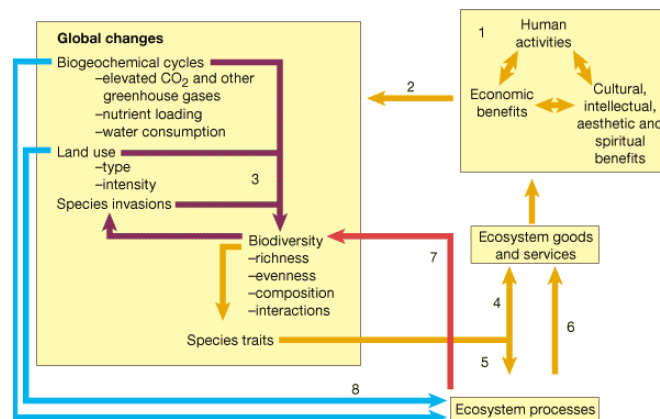 Global changes
Biogeochemical cycles
–elevated CO2 and other
greenhouse gases
–nutrient loading
–water consumption
Land use
–type
–intensity
Species invasions
3
Biodiversity
–richness
–evenness
–composition
–interactions
Species traits
1
Human
activities
Economic
benefits
Cultural,
intellectual,
aesthetic and
spiritual
benefits
2
Ecosystem goods
and services
7
4
6
5
8
Ecosystem processes